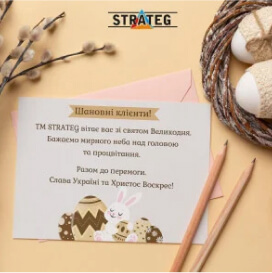 STRATEG
Шановні клієнти!
ТМ STRATEG вітає вас зі святом Великодня.
Бажаємо мирного неба над головою
та процвітання.
Разом до перемоги.
Слава Україні та Христос Воскрес!